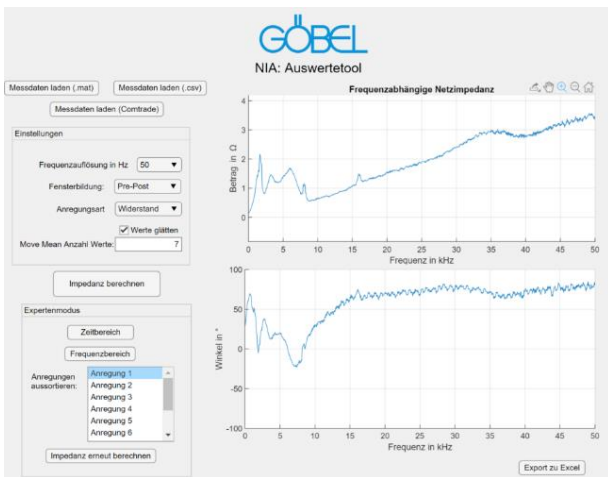 GÖBEL
NIA: Auswertetool
Messdaten laden (.mat)
Messdaten laden (.csv)
Messdaten laden (Comtrade)
Einstellungen
Frequenzauflösung in Hz
50
Fensterbildung:
Pre-Post
Anregungsart
Widerstand
Werte glätten
Move Mean Anzahl Werte:
7
Impedanz berechnen
Expertenmodus
Zeitbereich
Frequenzbereich
Anregungen
aussortieren:
Anregung 1
Anregung 2
Anregung 3
Anregung 4
Anregung 5
Anregung 6
Impedanz erneut berechnen
Frequenzabhängige Netzimpedanz
Betrag in Ω
4
3
2
1
0
0 5 10 15 20 25 30 35 40 45 50
Frequenz in kHz
Winkel in °
100
50
0
-50
-100
0 5 10 15 20 25 30 35 40 45 50
Frequenz in kHz
Export zu Excel